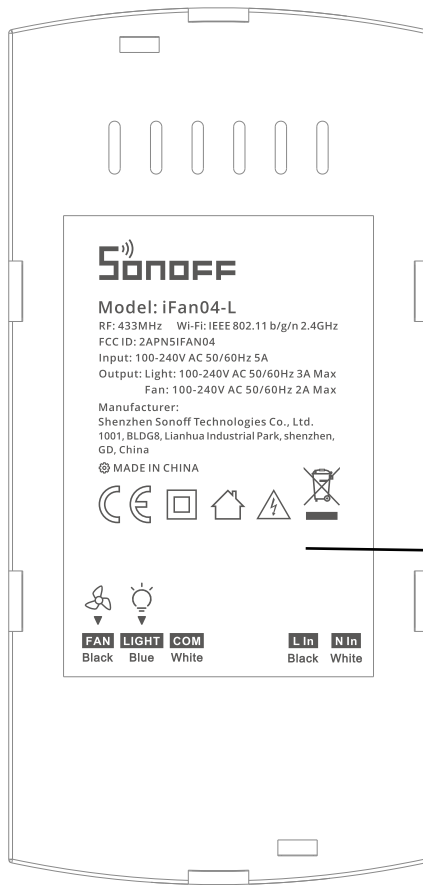 SONOFF
Model: iFan04-L
RF: 433MHz Wi-Fi: IEEE 802.11 b/g/n 2.4GHz
FCC ID: 2APN5IFAN04
Input: 100-240V AC 50/60Hz 5A
Output: Light: 100-240V AC 50/60Hz 3A Max
Fan: 100-240V AC 50/60Hz 2A Max
Manufacturer:
Shenzhen Sonoff Technologies Co., Ltd.
1001, BLDG8, Lianhua Industrial Park, shenzhen,
GD, China
MADE IN CHINA
CE
FAN LIGHT COM L In N In
Black Blue White Black White